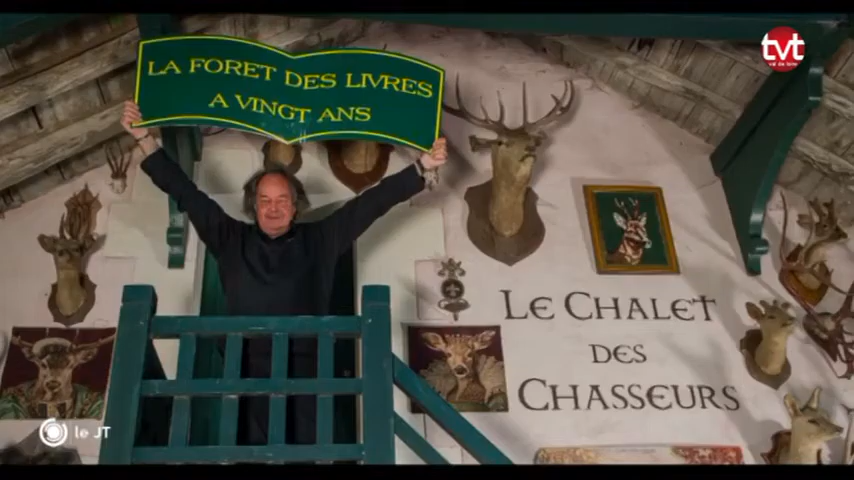 LA FORET DES LIVRES
A VINGT ANS
tvt
val de loire
LE CHALET
DES
CHASSEURS
le JT